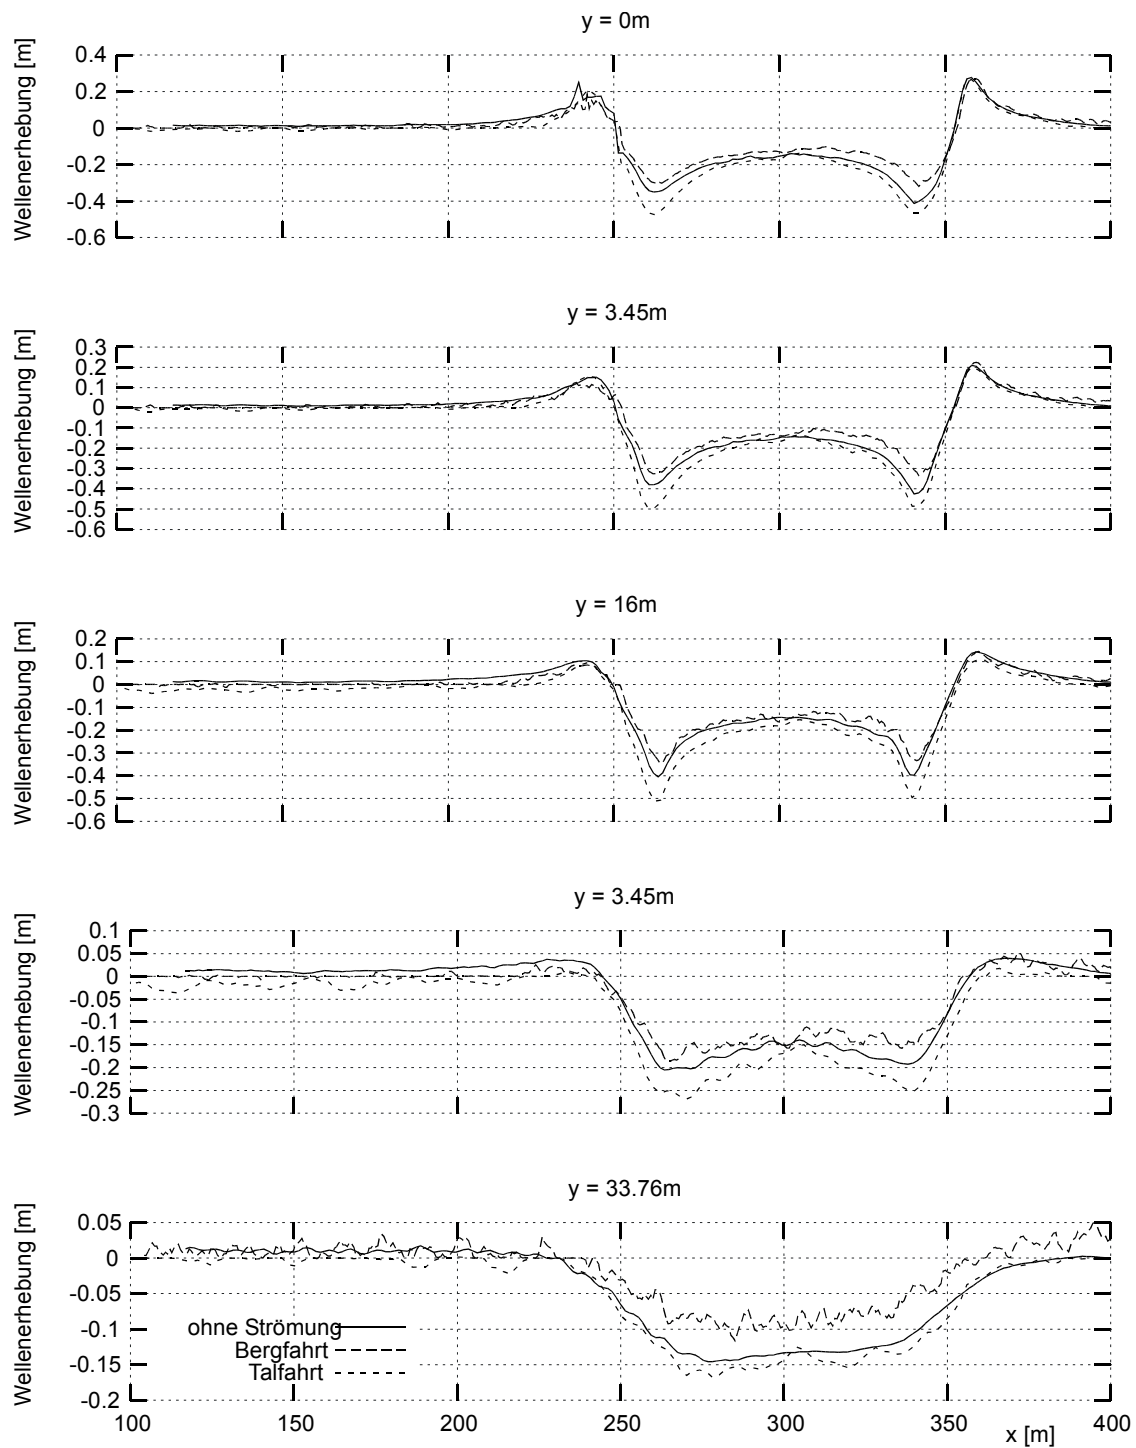 y = 0m
Wellenerhebung [m]
0.4
0.2
0
-0.2
-0.4
-0.6
y = 3.45m
Wellenerhebung [m]
0.3
0.2
0.1
0
-0.1
-0.2
-0.3
-0.4
-0.5
-0.6
y = 16m
Wellenerhebung [m]
0.2
0.1
0
-0.1
-0.2
-0.3
-0.4
-0.5
-0.6
y = 3.45m
Wellenerhebung [m]
0.1
0.05
0
-0.05
-0.1
-0.15
-0.2
-0.25
-0.3
y = 33.76m
Wellenerhebung [m]
0.05
0
-0.05
-0.1
-0.15
-0.2
ohne Strömung
Bergfahrt
Talfahrt
100 150 200 250 300 350 400
x [m]